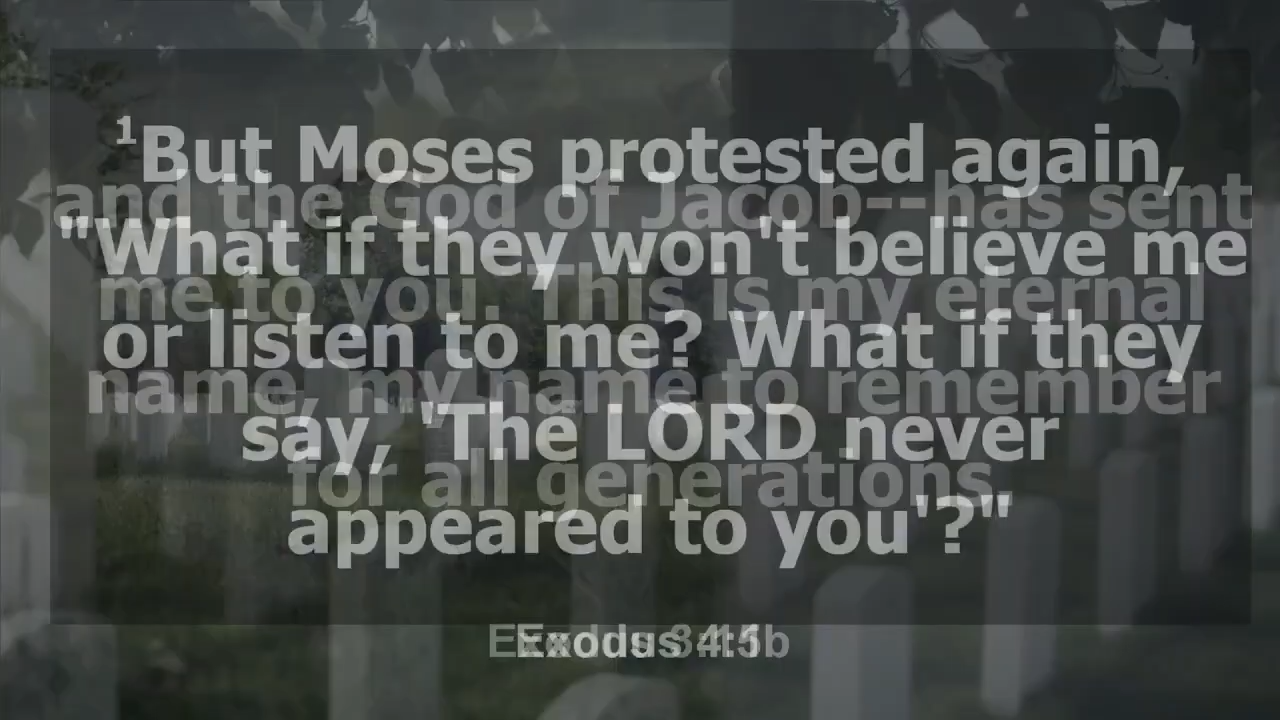 ¹But Moses protested again,
"What if they won't believe me
or listen to me? What if they
say, 'The LORD never
appeared to you'?"
and the God of Jacob--has sent
me to you. This is my eternal
name, my name to remember
for all generations
Exodus 4:1